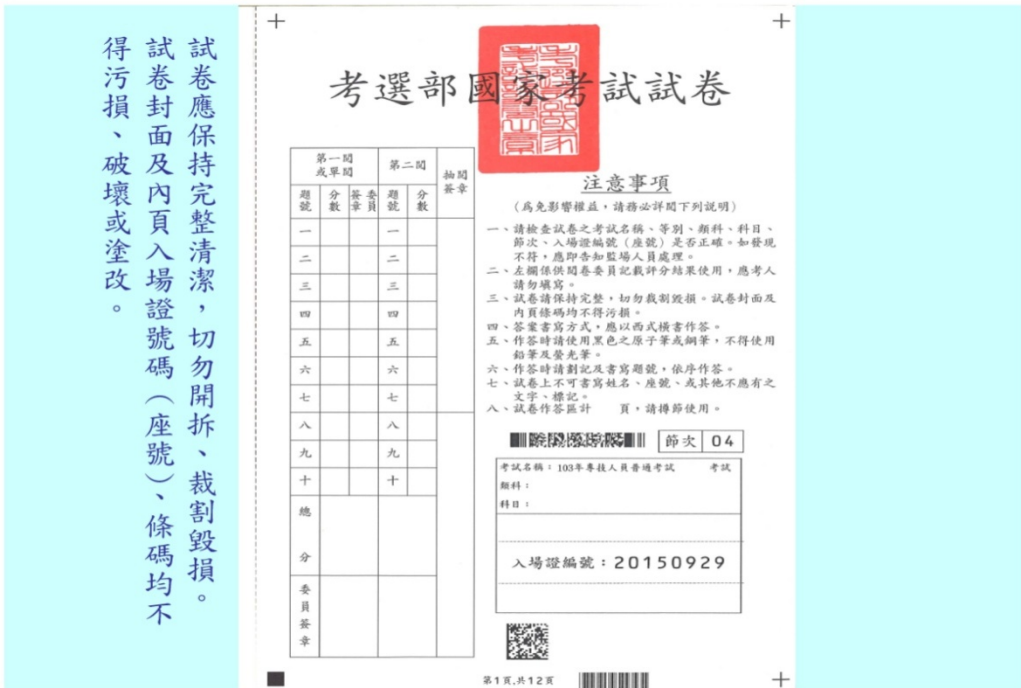 試卷應保持完整清潔，切勿開拆、裁割毀損。
試卷封面及內頁入場證號碼（座號）、條碼均不
得污損、破壞或塗改。
考選部國家考試試卷
第一閱
或單閱
第二閱
抽閱
簽章
題號
分數
簽章
委員
題號
分數
一
一
二
二
三
三
四
四
五
五
六
六
七
七
八
八
九
九
十
十
總
分
委
員
簽
章
注意事項
（為免影響權益，請務必詳閱下列說明）
一、請檢查試卷之考試名稱、等別、類科、科目、
節次、入場證編號（座號）是否正確。如發現
不符，應即告知監場人員處理。
二、左欄係供閱卷委員記載評分結果使用，應考人
請勿填寫。
三、試卷請保持完整，切勿裁割毀損。試卷封面及
內頁條碼均不得污損。
四、答案書寫方式，應以西式橫書作答。
五、作答時請使用黑色之原子筆或鋼筆，不得使用
鉛筆及螢光筆。
六、作答時請劃記及書寫題號，依序作答。
七、試卷上不可書寫姓名、座號、或其他不應有之
文字、標記。
八、試卷作答區計　　頁，請撙節使用。
節次 04
考試名稱：103年專技人員普通考試 考試
類科：
科目：
入場證編號：20150929
第1頁,共12頁